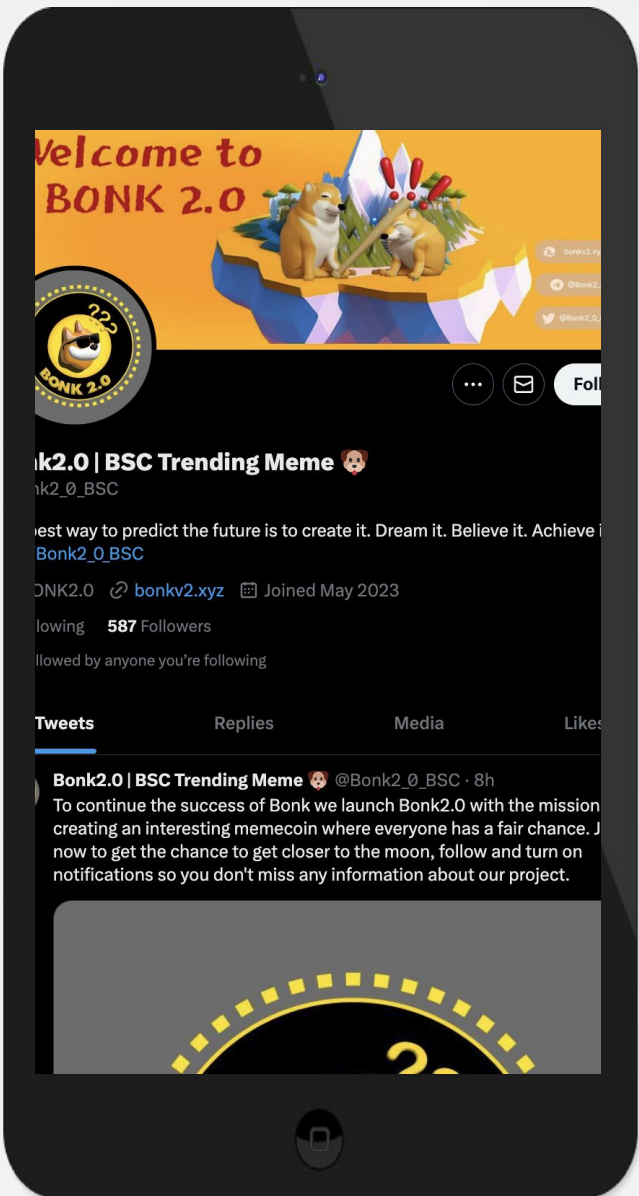 Welcome to
BONK 2.0
bonkv2.xy
@Bonk2_
@Bonk2_0_
???
BONK 2.0
Foll
nk2.0 | BSC Trending Meme
nk2_0_BSC
best way to predict the future is to create it. Dream it. Believe it. Achieve i
Bonk2_0_BSC
ONK2.0 bonkv2.xyz Joined May 2023
lowing 587 Followers
llowed by anyone you’re following
Tweets Replies Media Likes
Bonk2.0 | BSC Trending Meme @Bonk2_0_BSC · 8h
To continue the success of Bonk we launch Bonk2.0 with the mission
creating an interesting memecoin where everyone has a fair chance. J
now to get the chance to get closer to the moon, follow and turn on
notifications so you don't miss any information about our project.